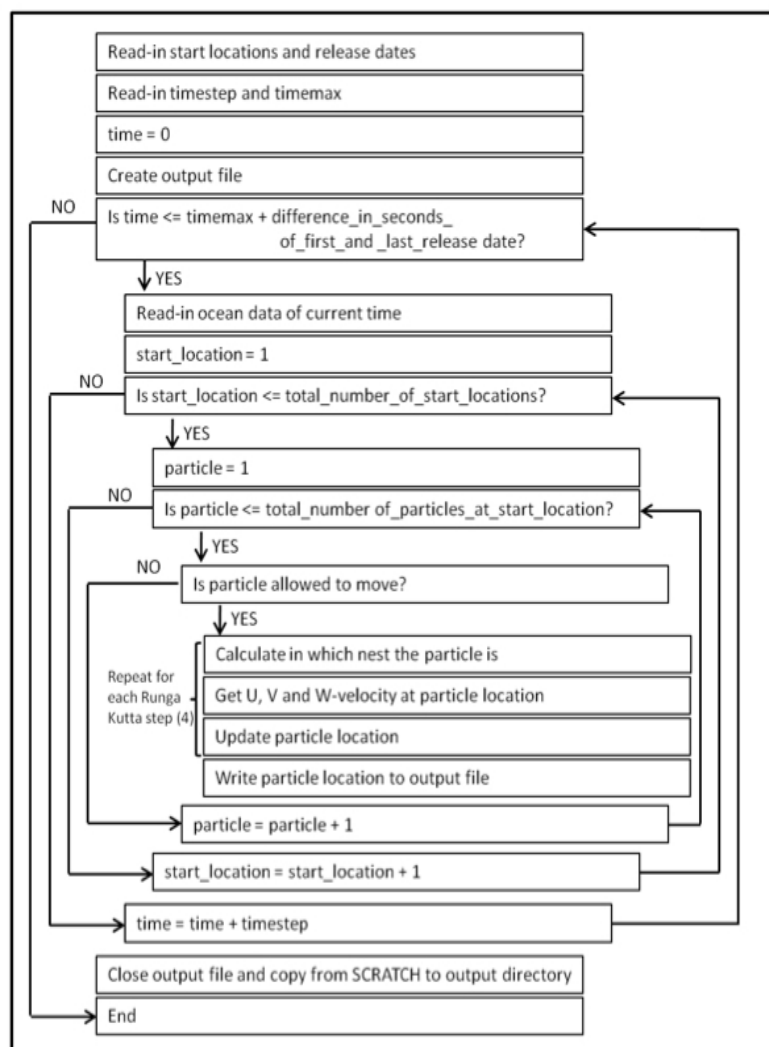 Read-in start locations and release dates
Read-in timestep and timemax
time = 0
Create output file
NO
Is time <= timemax + difference_in_seconds_
of_first_and _last_release date?
YES
Read-in ocean data of current time
start_location = 1
NO
Is start_location <= total_number_of_start_locations?
YES
particle = 1
NO
Is particle <= total_number of_particles_at_start_location?
YES
NO
Is particle allowed to move?
YES
Calculate in which nest the particle is
Repeat for
each Runga
Kutta step (4)
Get U, V and W-velocity at particle location
Update particle location
Write particle location to output file
particle = particle + 1
start_location = start_location + 1
time = time + timestep
Close output file and copy from SCRATCH to output directory
End